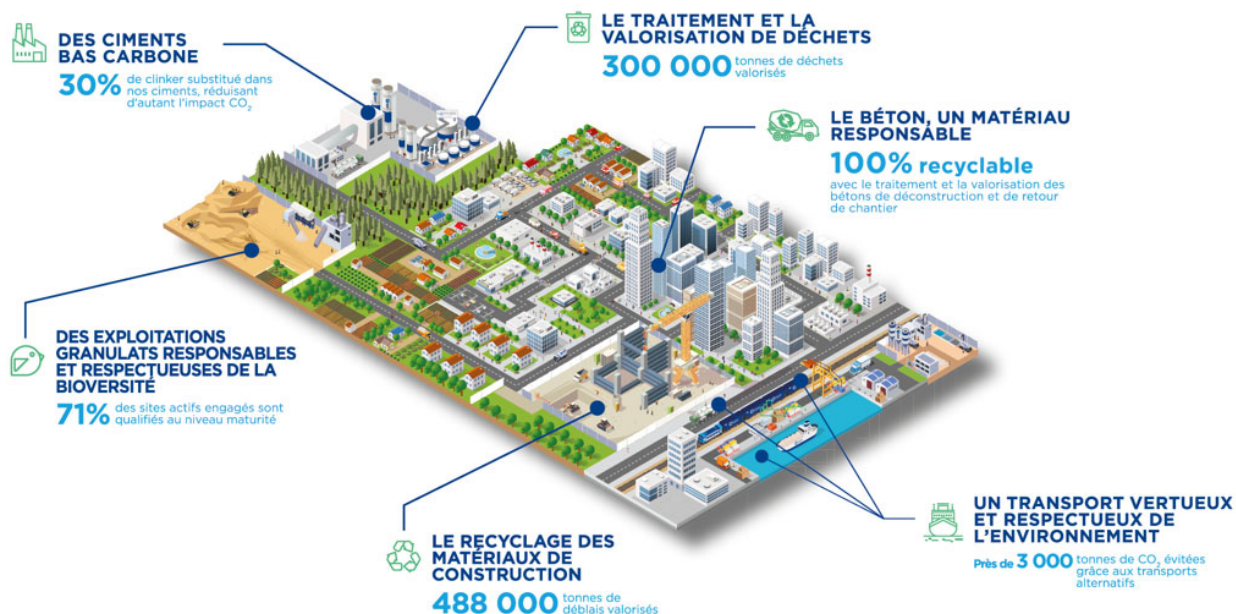 DES CIMENTS
BAS CARBONE
30% de clinker substitué dans
nos ciments, réduisant
d'autant l'impact CO₂
LE TRAITEMENT ET LA
VALORISATION DE DÉCHETS
300 000 tonnes de déchets
valorisés
LE BÉTON, UN MATÉRIAU
RESPONSABLE
100% recyclable
avec le traitement et la valorisation des
bétons de déconstruction et de retour
de chantier
DES EXPLOITATIONS
GRANULATS RESPONSABLES
ET RESPECTUEUSES DE LA
BIOVERSITÉ
71% des sites actifs engagés sont
qualifiés au niveau maturité
UN TRANSPORT VERTUEUX
ET RESPECTUEUX DE
L'ENVIRONNEMENT
Près de 3 000 tonnes de CO₂ évitées
grâce aux transports
alternatifs
LE RECYCLAGE DES
MATÉRIAUX DE
CONSTRUCTION
488 000 tonnes de
déblais valorisés